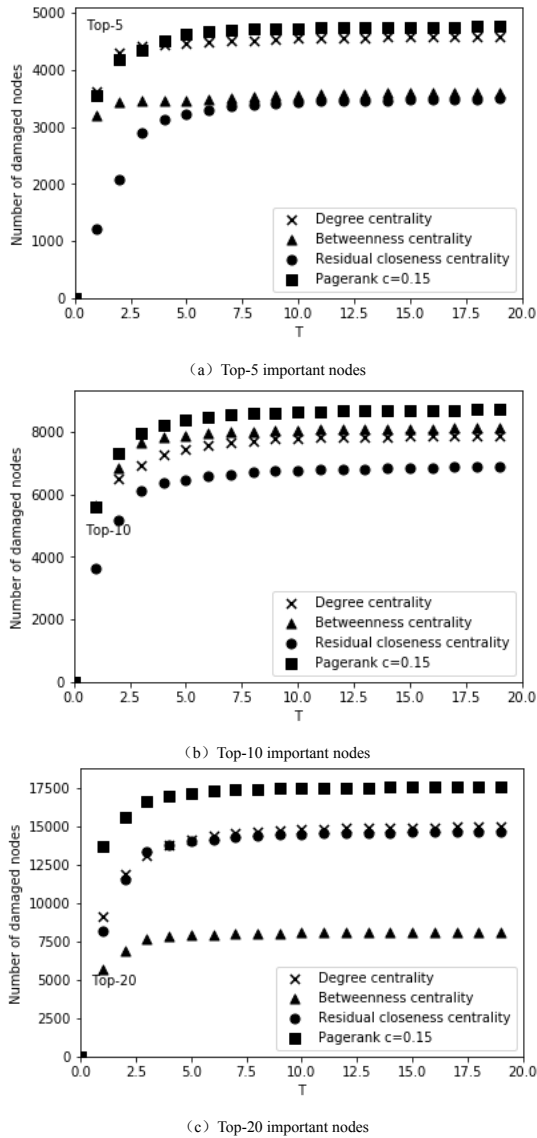 5000
Top-5
4000
3000
2000
1000
0
Number of damaged nodes
Degree centrality
Betweenness centrality
Residual closeness centrality
Pagerank c=0.15
0.0 2.5 5.0 7.5 10.0 12.5 15.0 17.5 20.0
T
（a）Top-5 important nodes
8000
6000
Top-10
4000
2000
0
Number of damaged nodes
Degree centrality
Betweenness centrality
Residual closeness centrality
Pagerank c=0.15
0.0 2.5 5.0 7.5 10.0 12.5 15.0 17.5 20.0
T
（b）Top-10 important nodes
17500
15000
12500
10000
7500
5000
Top-20
2500
0
Number of damaged nodes
Degree centrality
Betweenness centrality
Residual closeness centrality
Pagerank c=0.15
0.0 2.5 5.0 7.5 10.0 12.5 15.0 17.5 20.0
T
（c）Top-20 important nodes